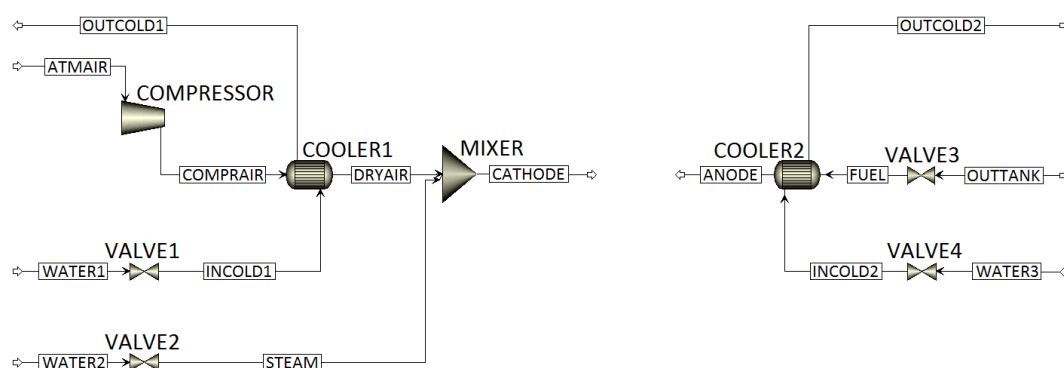 OUTCOLD1
OUTCOLD2
ATMAIR
COMPRESSOR
COOLER1
MIXER
COOLER2
VALVE3
COMPRAIR
DRYAIR
CATHODE
ANODE
FUEL
OUTTANK
VALVE1
VALVE4
WATER1
INCOLD1
INCOLD2
WATER3
VALVE2
WATER2
STEAM